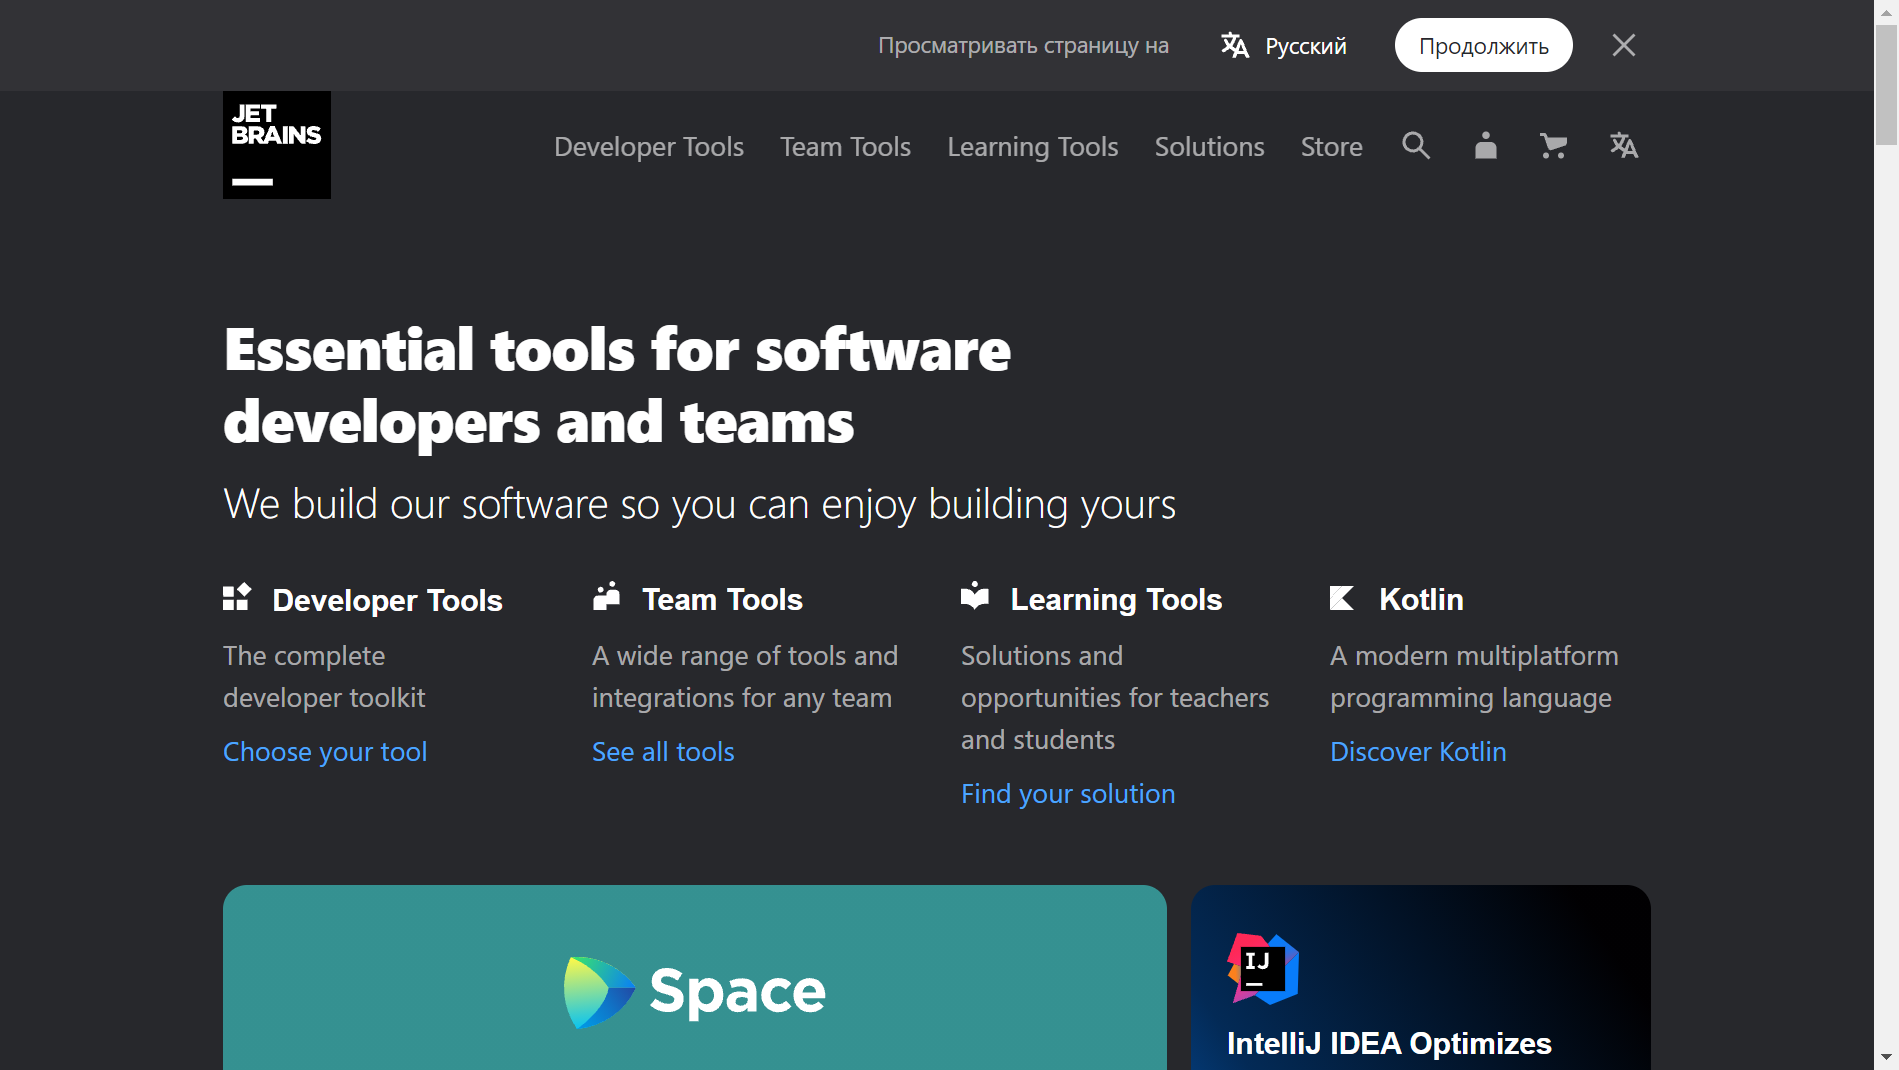 Просматривать страницу на Русский Продолжить
JET
BRAINS
Developer Tools Team Tools Learning Tools Solutions Store
Essential tools for software
developers and teams
We build our software so you can enjoy building yours
Developer Tools
The complete
developer toolkit
Choose your tool
Team Tools
A wide range of tools and
integrations for any team
See all tools
Learning Tools
Solutions and
opportunities for teachers
and students
Find your solution
Kotlin
A modern multiplatform
programming language
Discover Kotlin
Space
IJ
IntelliJ IDEA Optimizes